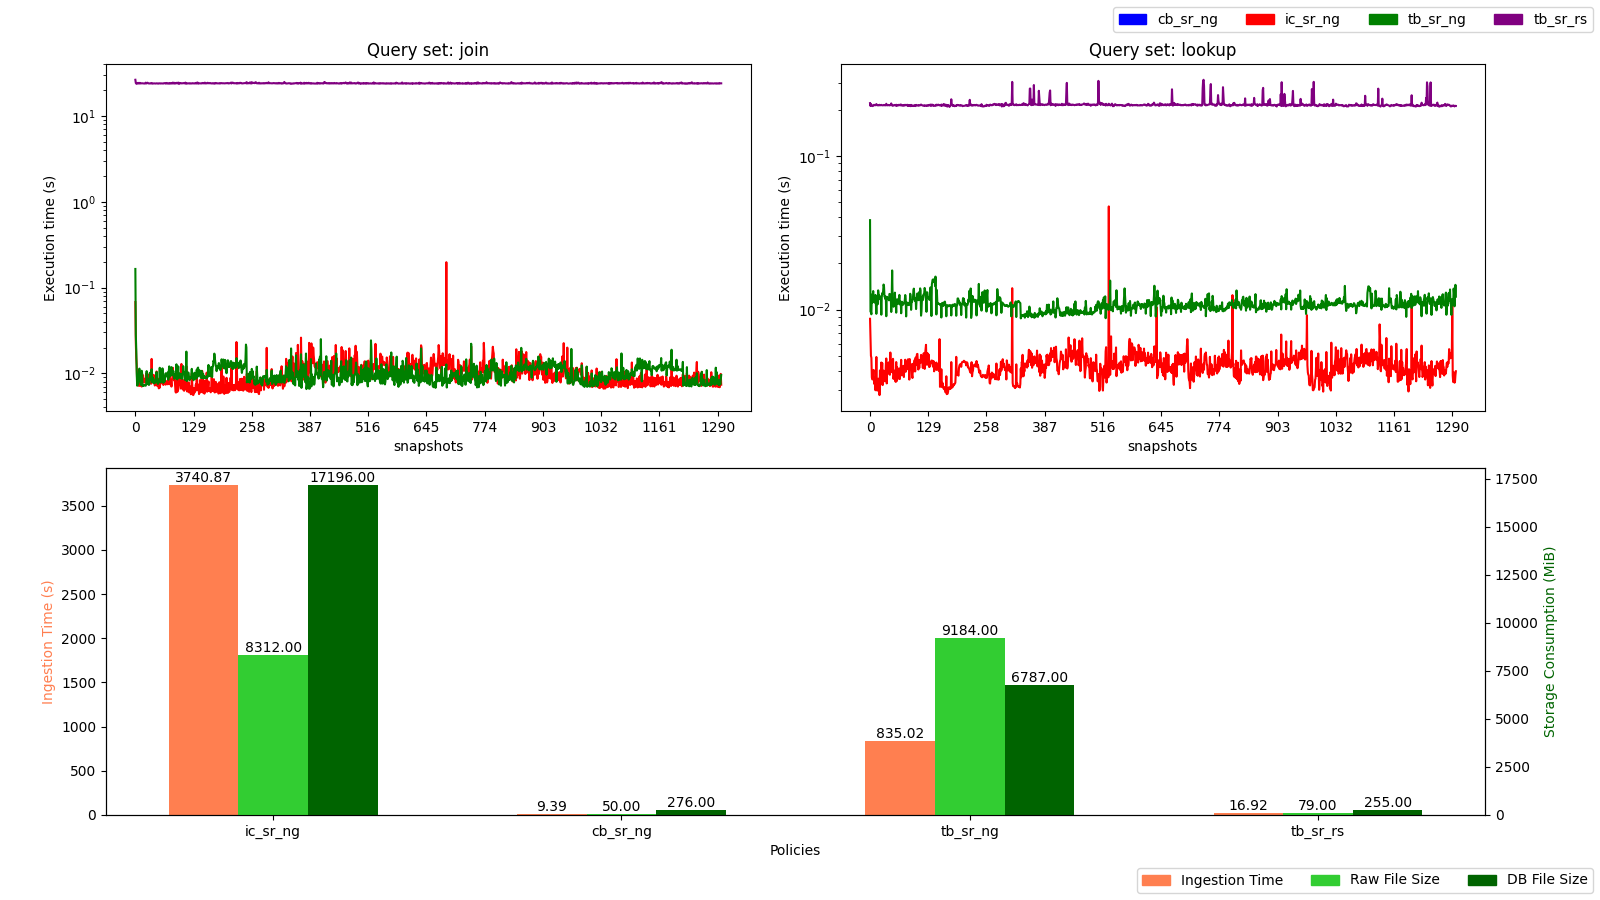 cb_sr_ng ic_sr_ng tb_sr_ng tb_sr_rs
Query set: join
Query set: lookup
Execution time (s)
10¹
10⁰
10⁻¹
10⁻²
0 129 258 387 516 645 774 903 1032 1161 1290
snapshots
Execution time (s)
10⁻¹
10⁻²
0 129 258 387 516 645 774 903 1032 1161 1290
snapshots
Ingestion Time (s)
3500
3000
2500
2000
1500
1000
500
0
3740.87 8312.00 17196.00
9.39 50.00 276.00
835.02 9184.00 6787.00
16.92 79.00 255.00
17500
15000
12500
10000
7500
5000
2500
0
Storage Consumption (MiB)
ic_sr_ng cb_sr_ng tb_sr_ng tb_sr_rs
Policies
Ingestion Time Raw File Size DB File Size